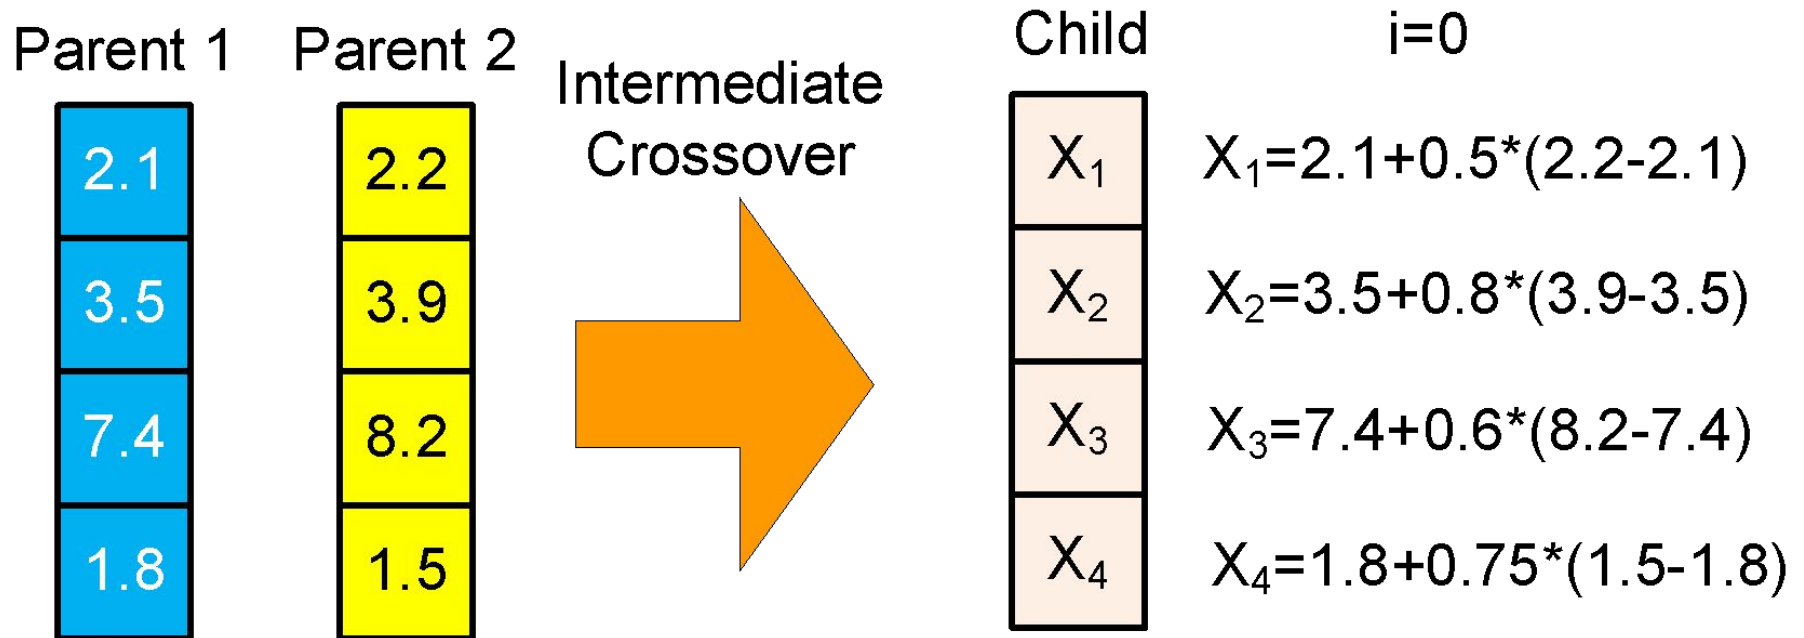 Parent 1
Parent 2
Intermediate
Crossover
Child
i=0
2.1
2.2
X₁
X₁=2.1+0.5*(2.2-2.1)
3.5
3.9
X₂
X₂=3.5+0.8*(3.9-3.5)
7.4
8.2
X₃
X₃=7.4+0.6*(8.2-7.4)
1.8
1.5
X₄
X₄=1.8+0.75*(1.5-1.8)